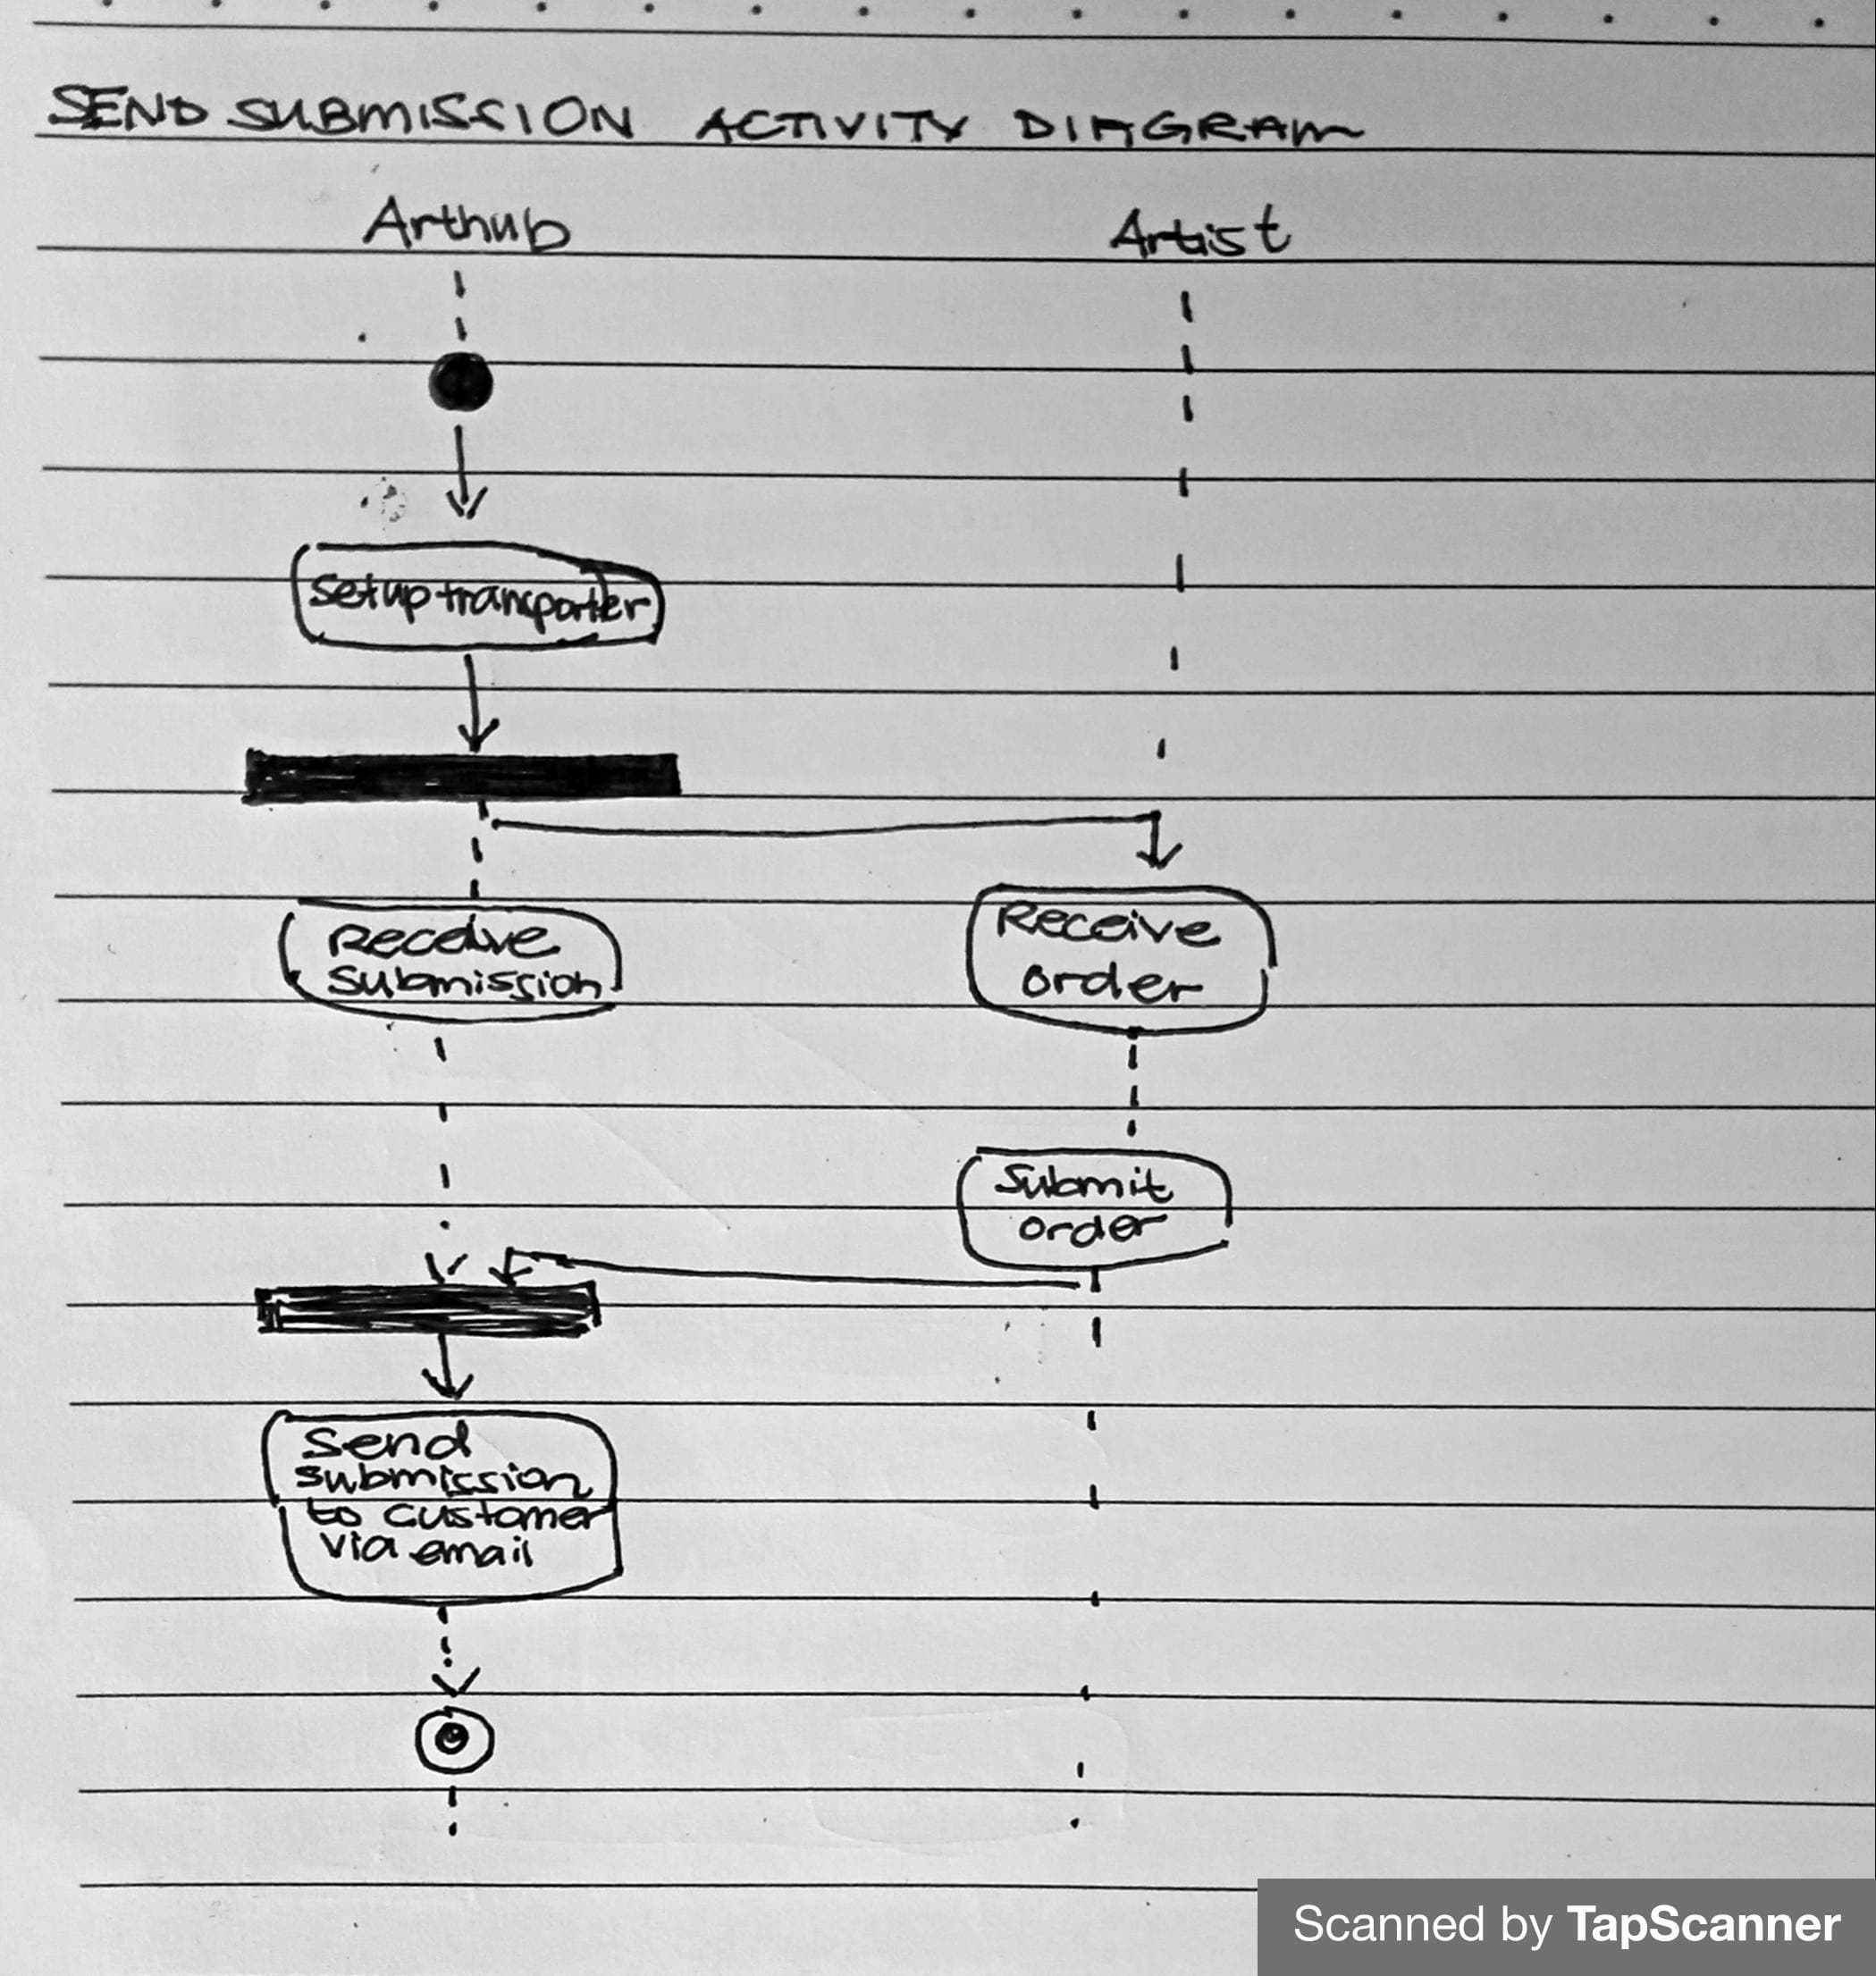 SEND SUBMISSION ACTIVITY DIAGRAM
Arthub
Artist
Setup transporter
Receive
submission
Receive
order
Submit
order
Send
submission
to customer
via email
Scanned by TapScanner